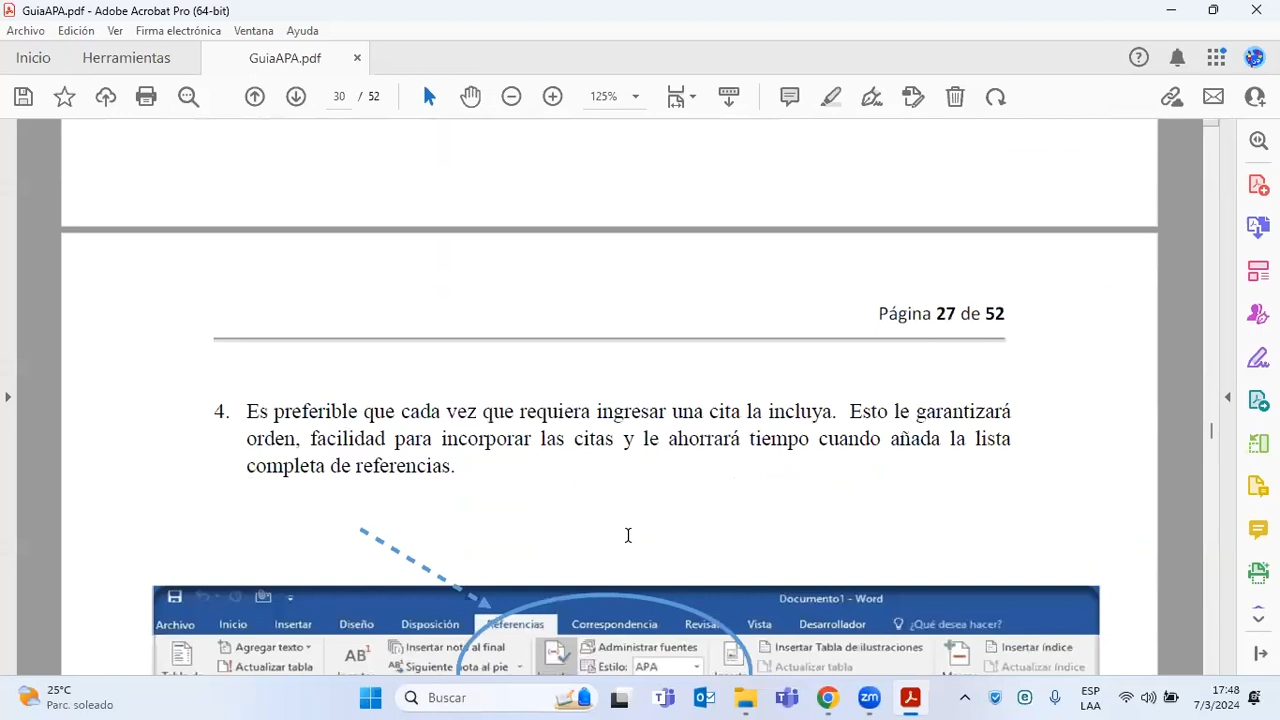 GuiaAPA.pdf - Adobe Acrobat Pro (64-bit)
Archivo Edición Ver Firma electrónica Ventana Ayuda
Inicio Herramientas GuiaAPA.pdf ×
30 / 52 125%
Página 27 de 52
4. Es preferible que cada vez que requiera ingresar una cita la incluya. Esto le garantizará
orden, facilidad para incorporar las citas y le ahorrará tiempo cuando añada la lista
completa de referencias.
Documento1 - Word
Archivo Inicio Insertar Diseño Disposición Referencias Correspondencia Revisar Vista Desarrollador ¿Qué desea hacer?
Agregar texto Insertar nota al final Administrar fuentes Insertar Tabla de ilustraciones Insertar índice
Actualizar tabla AB¹ Siguiente nota al pie Estilo: APA Actualizar tabla Actualizar índice
25°C
Parc. soleado
Buscar
ESP
LAA
17:48
7/3/2024